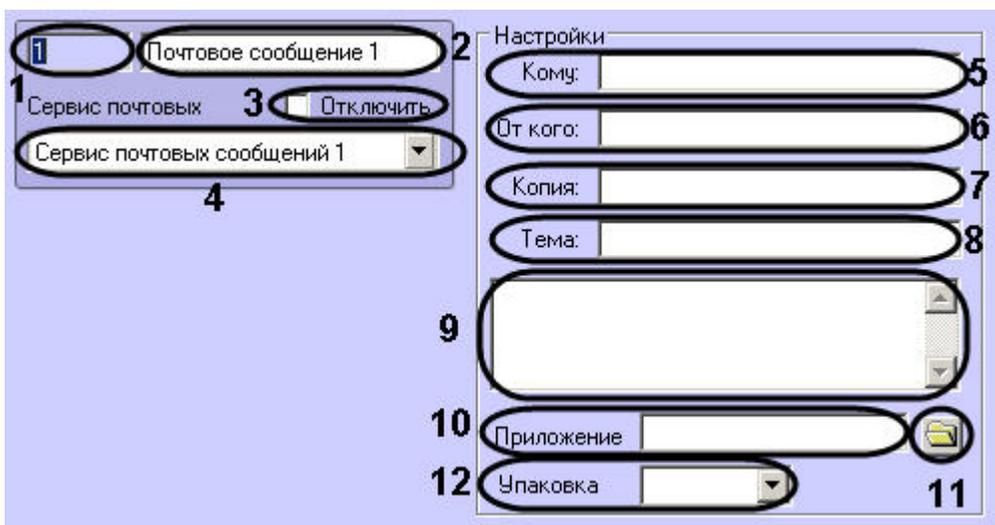 1
Почтовое сообщение 1
2
1
Сервис почтовых
3
Отключить
Сервис почтовых сообщений 1
4
Настройки
Кому:
5
От кого:
6
Копия:
7
Тема:
8
9
10
Приложение
11
12
Упаковка